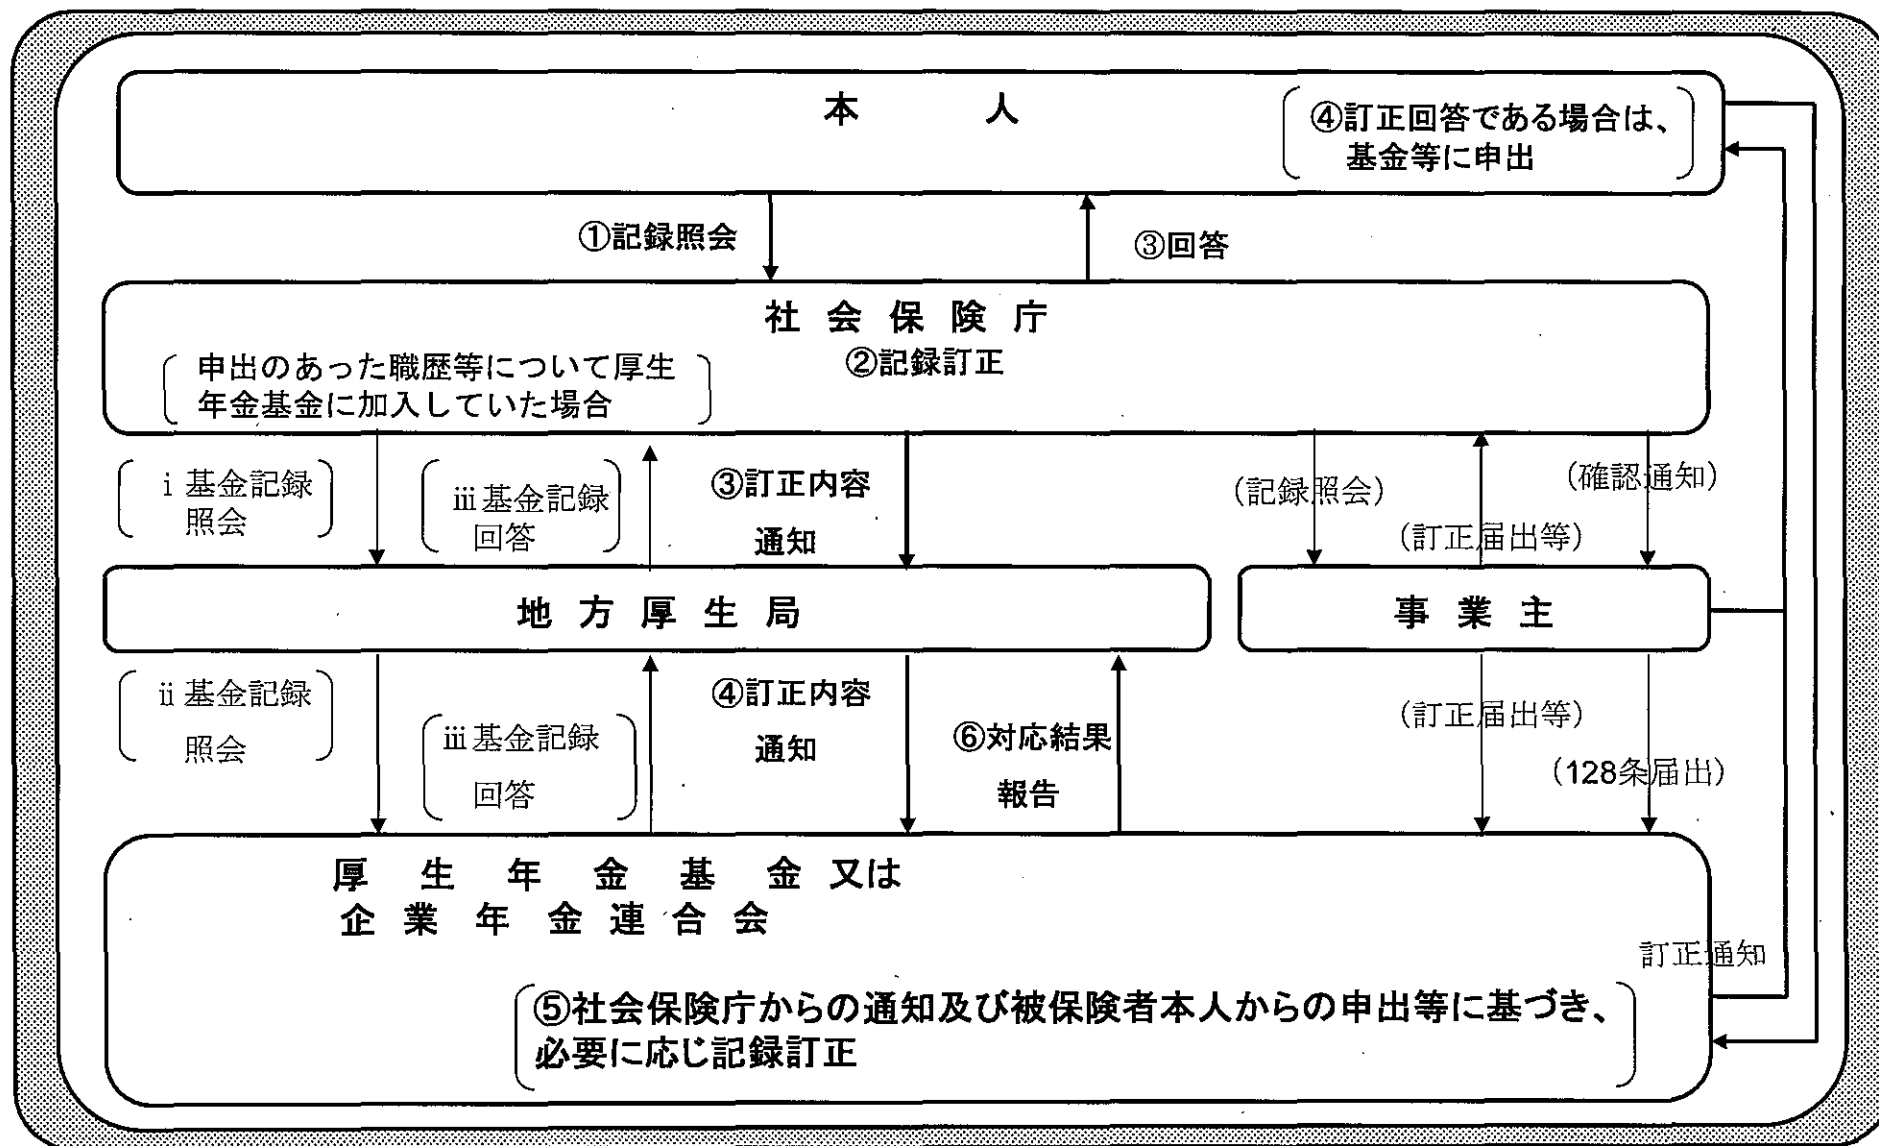 本人
④訂正回答である場合は、
基金等に申出
①記録照会
③回答
社会保険庁
②記録訂正
申出のあった職歴等について厚生
年金基金に加入していた場合
ⅰ基金記録
照会
ⅲ基金記録
回答
③訂正内容
通知
(記録照会)
(訂正届出等)
(確認通知)
地方厚生局
事業主
ⅱ基金記録
照会
ⅲ基金記録
回答
④訂正内容
通知
⑥対応結果
報告
(訂正届出等)
(128条届出)
厚生年金基金又は
企業年金連合会
訂正通知
⑤社会保険庁からの通知及び被保険者本人からの申出等に基づき、
必要に応じ記録訂正